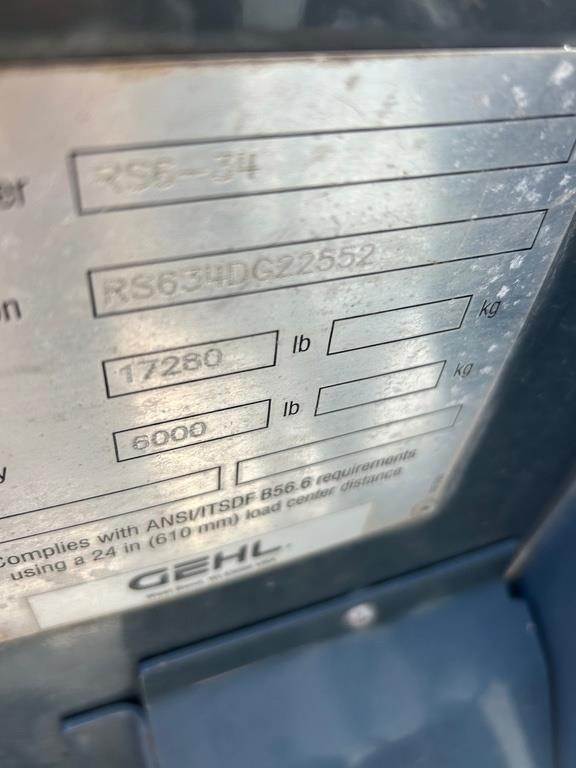 er RS6-34
on RS634DG22552
17280 lb kg
y 6000 lb kg
Complies with ANSI/ITSDF B56.6 requirements
using a 24 in (610 mm) load center distance
GEHL